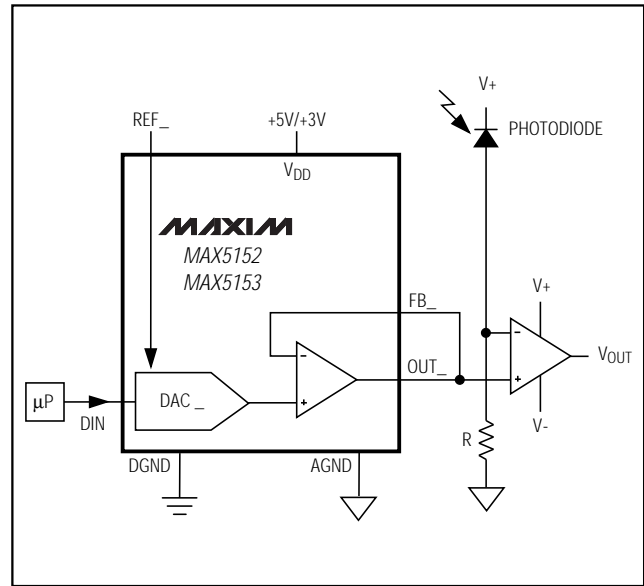 V+
REF_
+5V/+3V
PHOTODIODE
VDD
MAXIM
MAX5152
MAX5153
FB_
V+
-
-
VOUT
OUT_
+
+
µP
DAC _
DIN
V-
R
DGND
AGND